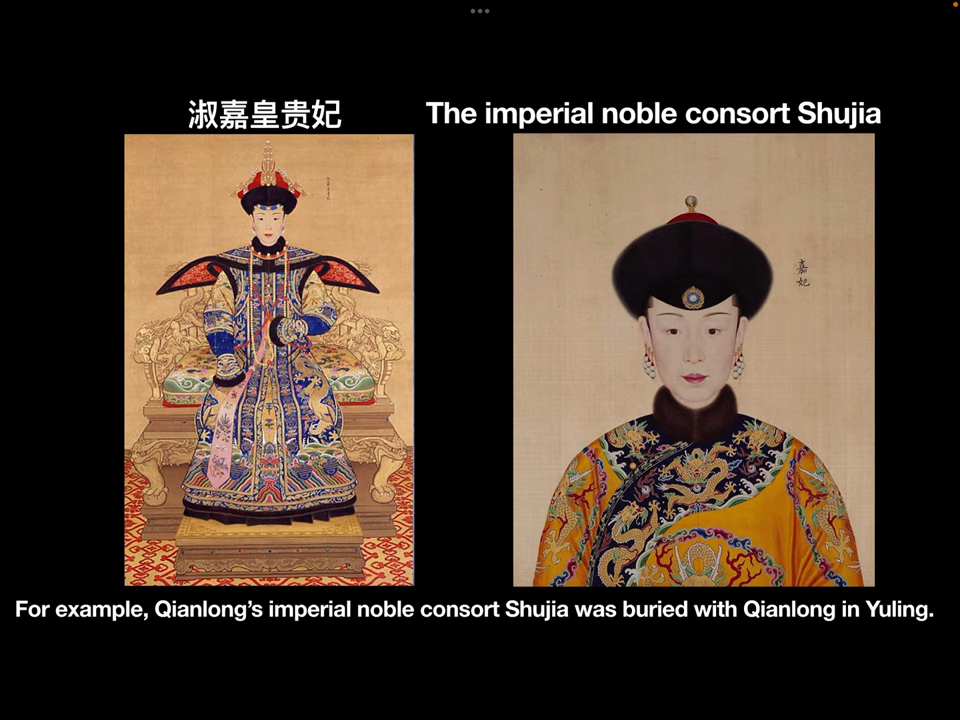 淑嘉皇贵妃
The imperial noble consort Shujia
嘉妃
For example, Qianlong's imperial noble consort Shujia was buried with Qianlong in Yuling.